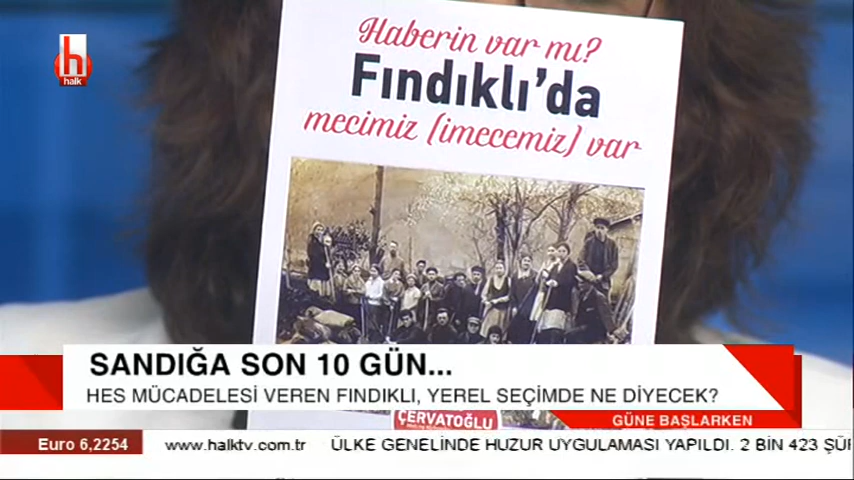 halk
Haberin var mı?
Fındıklı'da
mecimiz (imecemiz) var
SANDIĞA SON 10 GÜN...
HES MÜCADELESİ VEREN FINDIKLI, YEREL SEÇİMDE NE DİYECEK?
ÇERVATOĞLU
GÜNE BAŞLARKEN
Euro 6,2254
www.halktv.com.tr
ÜLKE GENELİNDE HUZUR UYGULAMASI YAPILDI. 2 BİN 423 ŞÜF